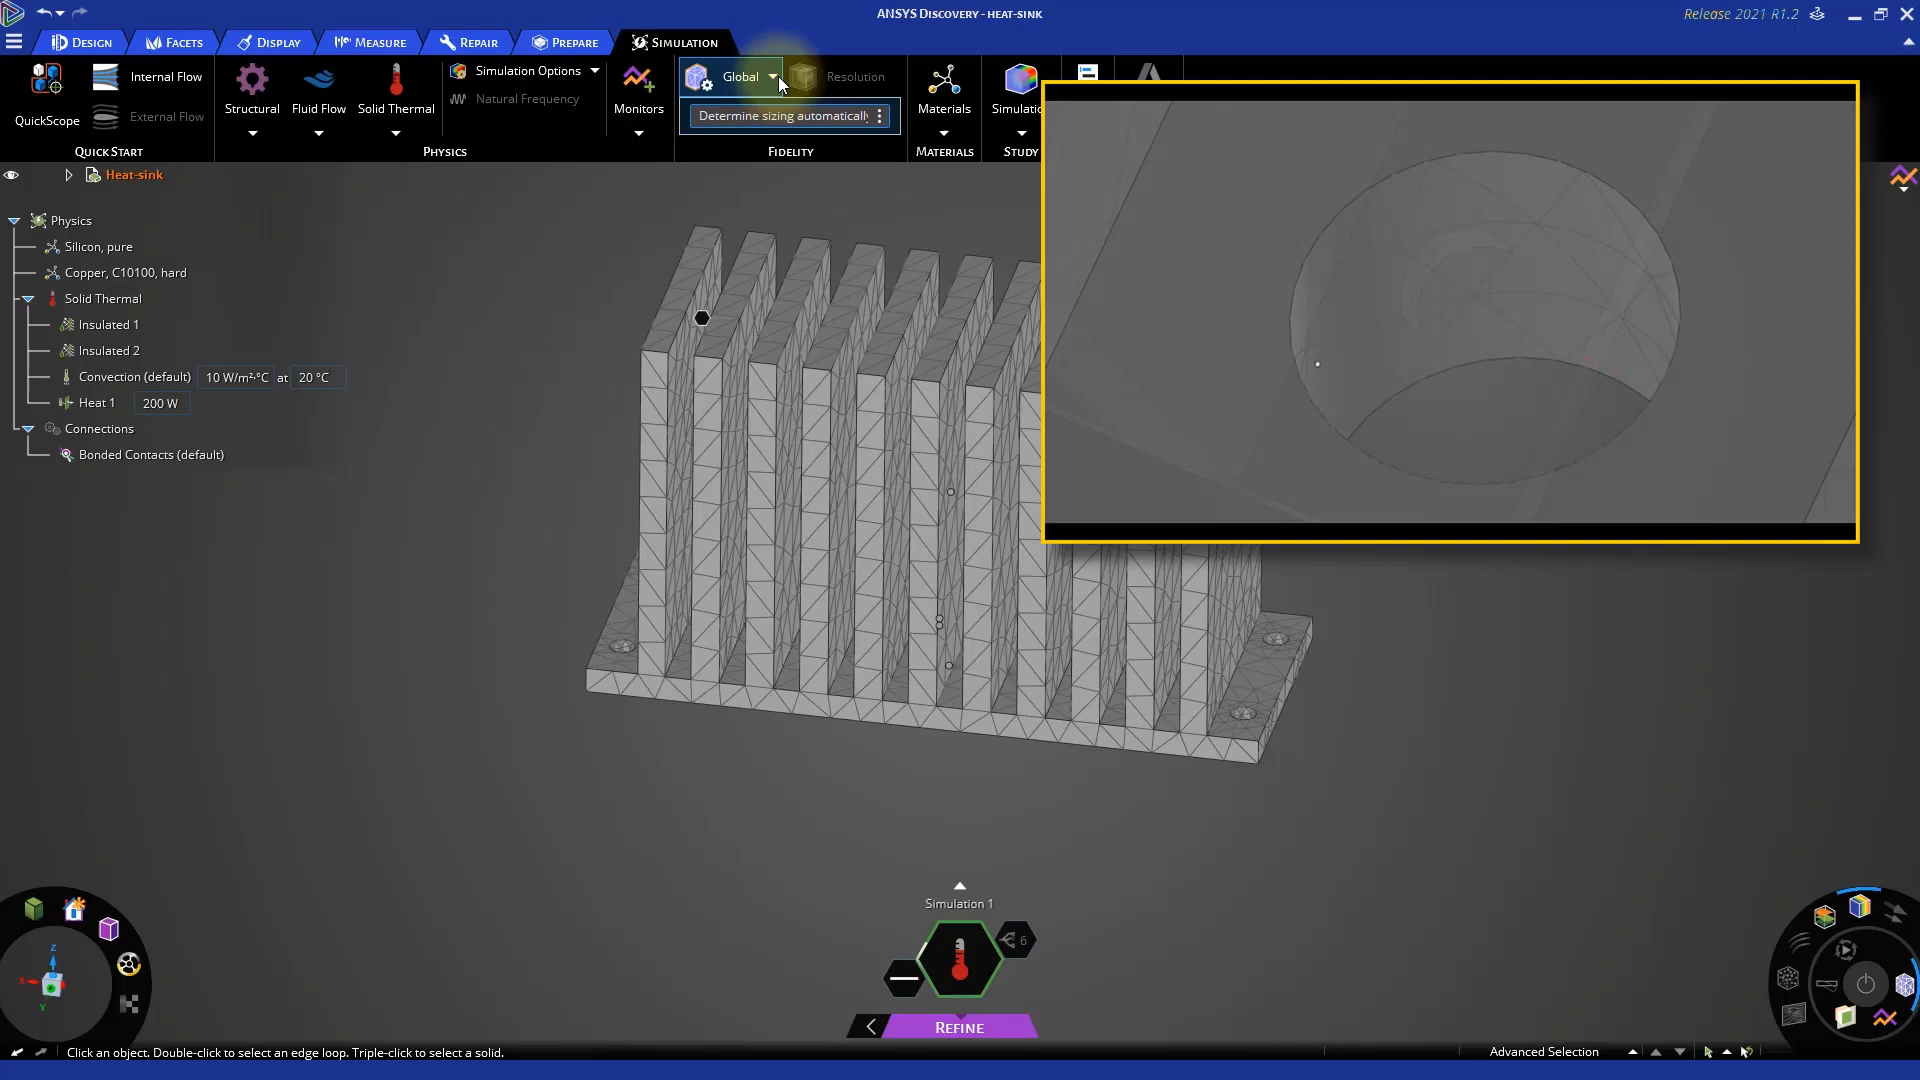 ANSYS Discovery - heat-sink
Release 2021 R1.2
Design
Facets
Display
Measure
Repair
Prepare
Simulation
QuickScope
Internal Flow
External Flow
Quick Start
Structural
Fluid Flow
Solid Thermal
Simulation Options
Natural Frequency
Physics
Monitors
Global
Resolution
Determine sizing automatically
Fidelity
Materials
Materials
Simulatio
Study
Heat-sink
Physics
Silicon, pure
Copper, C10100, hard
Solid Thermal
Insulated 1
Insulated 2
Convection (default) 10 W/m²·°C at 20 °C
Heat 1 200 W
Connections
Bonded Contacts (default)
Z
X
Y
Simulation 1
6
Refine
Click an object. Double-click to select an edge loop. Triple-click to select a solid.
Advanced Selection